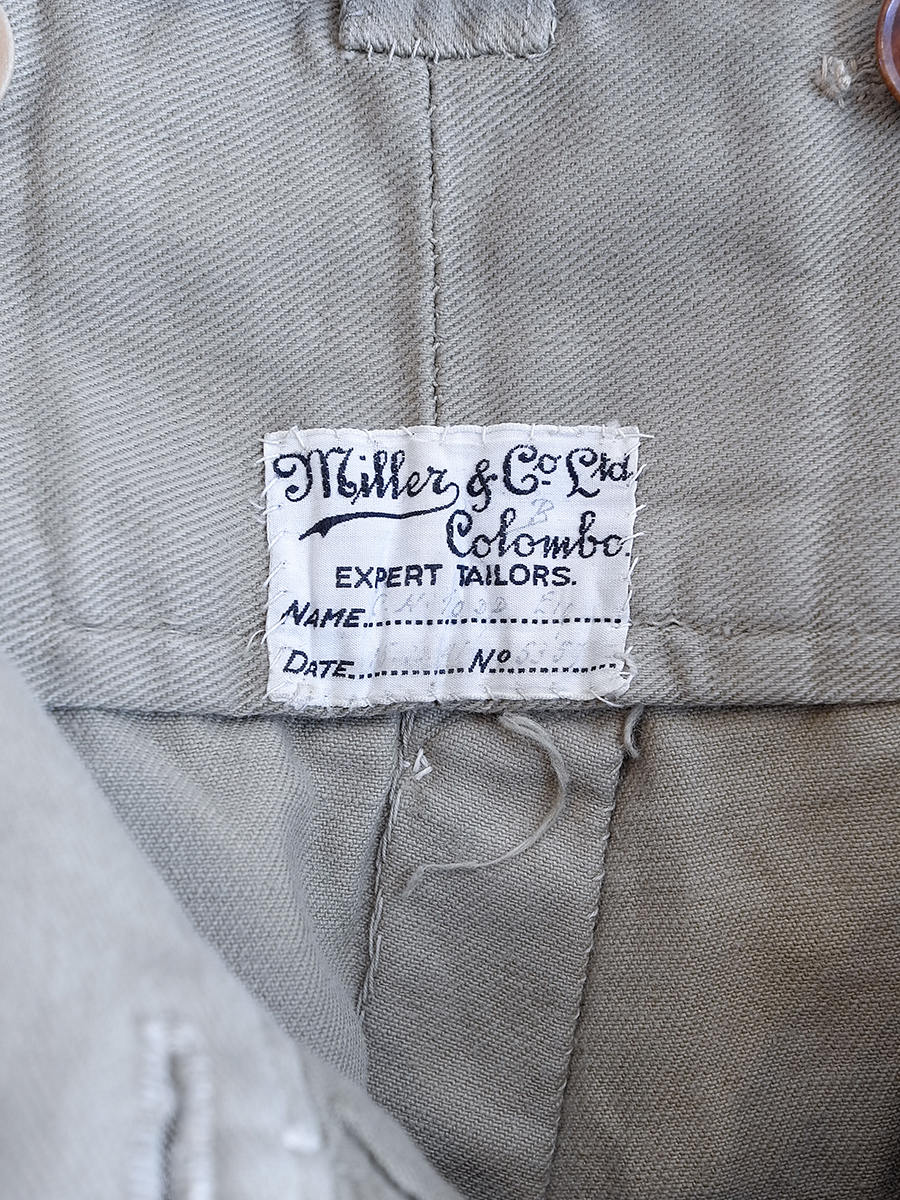 Miller & Co Ltd
B
Colombo.
EXPERT TAILORS.
NAME
DATE No